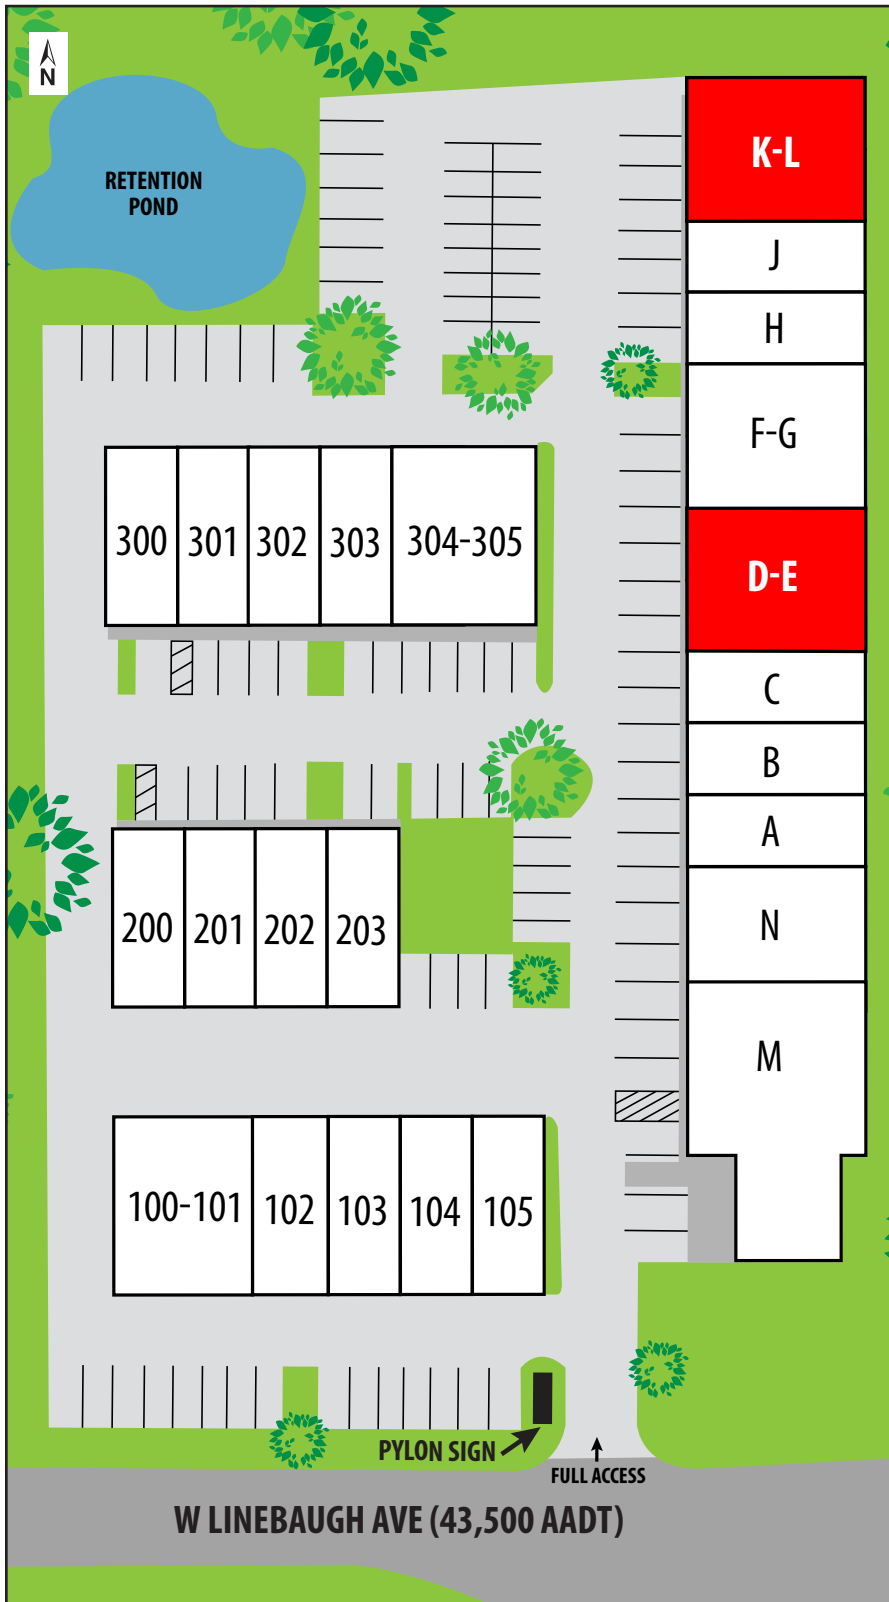 N
RETENTION
POND
K-L
J
H
F-G
D-E
C
B
A
N
M
300
301
302
303
304-305
200
201
202
203
100-101
102
103
104
105
PYLON SIGN
FULL ACCESS
W LINEBAUGH AVE (43,500 AADT)